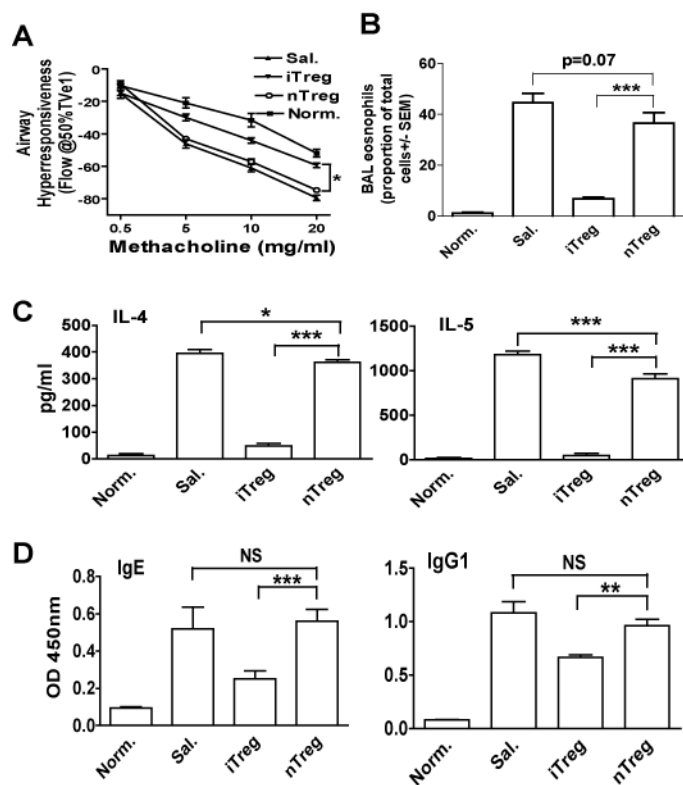 A
Airway
Hyperresponsiveness
(Flow @50%TVe1)
0
-20
-40
-60
-80
0.5 5 10 20
Methacholine (mg/ml)
Sal.
iTreg
nTreg
Norm.
*
B
BAL eosnophils
(proportion of total
cells+/- SEM)
60
40
20
0
p=0.07
***
Norm. Sal. iTreg nTreg
C
IL-4
pg/ml
500
400
300
200
100
0
*
***
Norm. Sal. iTreg nTreg
IL-5
1500
1000
500
0
***
***
Norm. Sal. iTreg nTreg
D
IgE
OD 450nm
0.8
0.6
0.4
0.2
0.0
NS
***
Norm. Sal. iTreg nTreg
IgG1
1.5
1.0
0.5
0.0
NS
**
Norm. Sal. iTreg nTreg